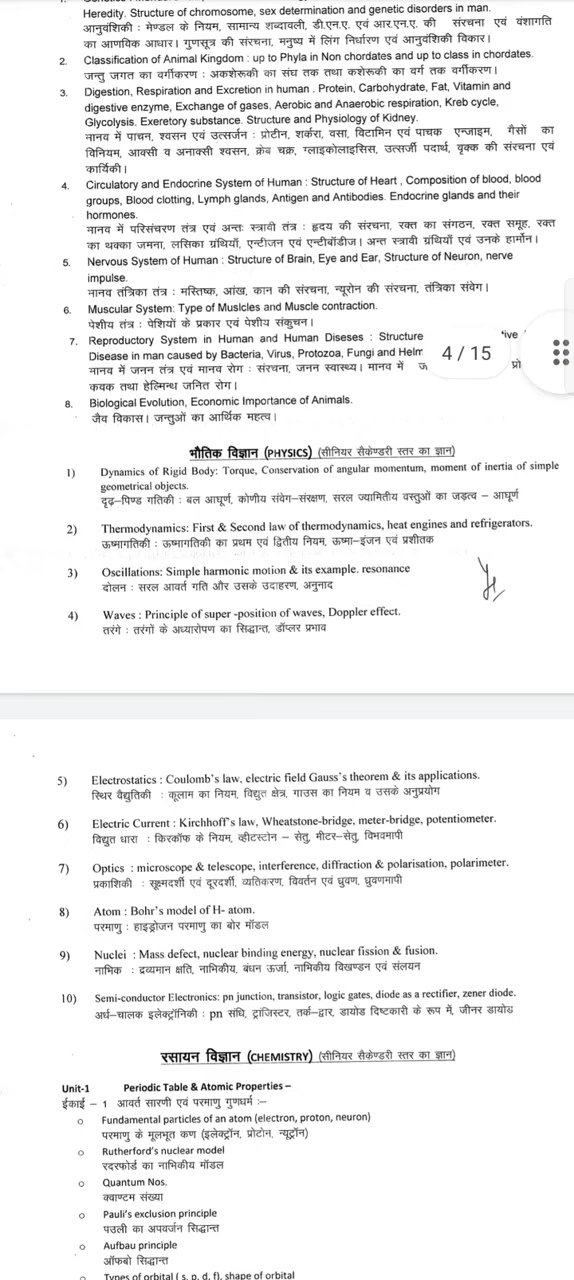 Heredity. Structure of chromosome, sex determination and genetic disorders in man.
आनुवंशिकी : मेण्डल के नियम, सामान्य शब्दावली, डी.एन.ए. एवं आर.एन.ए. की संरचना एवं वंशागति
का आणविक आधार। गुणसूत्र की संरचना, मनुष्य में लिंग निर्धारण एवं आनुवंशिकी विकार।
2. Classification of Animal Kingdom : up to Phyla in Non chordates and up to class in chordates.
जन्तु जगत का वर्गीकरण : अकशेरूकी का संघ तक तथा कशेरूकी का वर्ग तक वर्गीकरण।
3. Digestion, Respiration and Excretion in human . Protein, Carbohydrate, Fat, Vitamin and
digestive enzyme, Exchange of gases, Aerobic and Anaerobic respiration, Kreb cycle,
Glycolysis. Exeretory substance. Structure and Physiology of Kidney.
मानव में पाचन, श्वसन एवं उत्सर्जन : प्रोटीन, शर्करा, वसा, विटामिन एवं पाचक एन्जाइम, गैसों का
विनियम, आक्सी व अनाक्सी श्वसन, क्रेब चक्र, ग्लाइकोलाइसिस, उत्सर्जी पदार्थ, वृक्क की संरचना एवं
कार्यिकी।
4. Circulatory and Endocrine System of Human : Structure of Heart , Composition of blood, blood
groups, Blood clotting, Lymph glands, Antigen and Antibodies. Endocrine glands and their
hormones.
मानव में परिसंचरण तंत्र एवं अन्तः स्त्रावी तंत्र : हृदय की संरचना, रक्त का संगठन, रक्त समूह, रक्त
का थक्का जमना, लसिका ग्रंथियॉं, एन्टीजन एवं एन्टीबॉडीज। अन्त स्त्रावी ग्रंथियॉं एवं उनके हार्मोन।
5. Nervous System of Human : Structure of Brain, Eye and Ear, Structure of Neuron, nerve
impulse.
मानव तंत्रिका तंत्र : मस्तिष्क, आंख, कान की संरचना, न्यूरोन की संरचना, तंत्रिका संवेग।
6. Muscular System: Type of Muslcles and Muscle contraction.
पेशीय तंत्र : पेशियों के प्रकार एवं पेशीय संकुचन।
7. Reproductory System in Human and Human Diseses : Structure
Disease in man caused by Bacteria, Virus, Protozoa, Fungi and Helm
4 / 15
मानव में जनन तंत्र एवं मानव रोग : संरचना, जनन स्वास्थ्य। मानव में प्रो
कवक तथा हेल्मिन्थ जनित रोग।
8. Biological Evolution, Economic Importance of Animals.
जैव विकास। जन्तुओं का आर्थिक महत्व।
भौतिक विज्ञान (PHYSICS) (सीनियर सैकेण्डरी स्तर का ज्ञान)
1) Dynamics of Rigid Body: Torque, Conservation of angular momentum, moment of inertia of simple
geometrical objects.
दृढ़–पिण्ड गतिकी : बल आघूर्ण, कोणीय संवेग–संरक्षण, सरल ज्यामितीय वस्तुओं का जड़त्व – आघूर्ण
2) Thermodynamics: First & Second law of thermodynamics, heat engines and refrigerators.
ऊष्मागतिकी : ऊष्मागतिकी का प्रथम एवं द्वितीय नियम, ऊष्मा–इंजन एवं प्रशीतक
3) Oscillations: Simple harmonic motion & its example. resonance
दोलन : सरल आवर्त गति और उसके उदाहरण, अनुनाद
4) Waves : Principle of super -position of waves, Doppler effect.
तरंगे : तरंगों के अध्यारोपण का सिद्धान्त, डॉप्लर प्रभाव
5) Electrostatics : Coulomb's law, electric field Gauss's theorem & its applications.
स्थिर वैद्युतिकी : कूलाम का नियम, विद्युत क्षेत्र, गाउस का नियम व उसके अनुप्रयोग
6) Electric Current : Kirchhoff's law, Wheatstone-bridge, meter-bridge, potentiometer.
विद्युत धारा : किरकॉफ के नियम, व्हीटस्टोन – सेतु, मीटर–सेतु, विभवमापी
7) Optics : microscope & telescope, interference, diffraction & polarisation, polarimeter.
प्रकाशिकी : सूक्ष्मदर्शी एवं दूरदर्शी, व्यतिकरण, विवर्तन एवं ध्रुवण, ध्रुवणमापी
8) Atom : Bohr's model of H- atom.
परमाणु : हाइड्रोजन परमाणु का बोर मॉडल
9) Nuclei : Mass defect, nuclear binding energy, nuclear fission & fusion.
नाभिक : द्रव्यमान क्षति, नाभिकीय, बंधन ऊर्जा, नाभिकीय विखण्डन एवं संलयन
10) Semi-conductor Electronics: pn junction, transistor, logic gates, diode as a rectifier, zener diode.
अर्ध–चालक इलेक्ट्रॉनिकी : pn संधि, ट्रांजिस्टर, तर्क–द्वार, डायोड दिष्टकारी के रूप में, जीनर डायोड
रसायन विज्ञान (CHEMISTRY) (सीनियर सैकेण्डरी स्तर का ज्ञान)
Unit-1 Periodic Table & Atomic Properties –
ईकाई – 1 आवर्त सारणी एवं परमाणु गुणधर्म :–
o Fundamental particles of an atom (electron, proton, neuron)
परमाणु के मूलभूत कण (इलेक्ट्रॉन, प्रोटोन, न्यूट्रॉन)
o Rutherford's nuclear model
रदरफोर्ड का नाभिकीय मॉडल
o Quantum Nos.
क्वाण्टम संख्या
o Pauli's exclusion principle
पउली का अपवर्जन सिद्धान्त
o Aufbau principle
ऑफबो सिद्धान्त
o Types of orbital ( s, p, d, f), shape of orbital